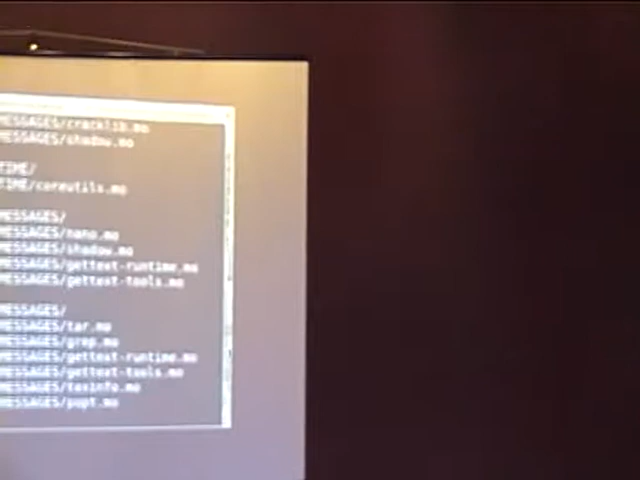 MESSAGES/cracklib.mo
MESSAGES/shadow.mo
TIME/
TIME/coreutils.mo
MESSAGES/
MESSAGES/nano.mo
MESSAGES/shadow.mo
MESSAGES/gettext-runtime.mo
MESSAGES/gettext-tools.mo
MESSAGES/
MESSAGES/tar.mo
MESSAGES/grep.mo
MESSAGES/gettext-runtime.mo
MESSAGES/gettext-tools.mo
MESSAGES/texinfo.mo
MESSAGES/popt.mo